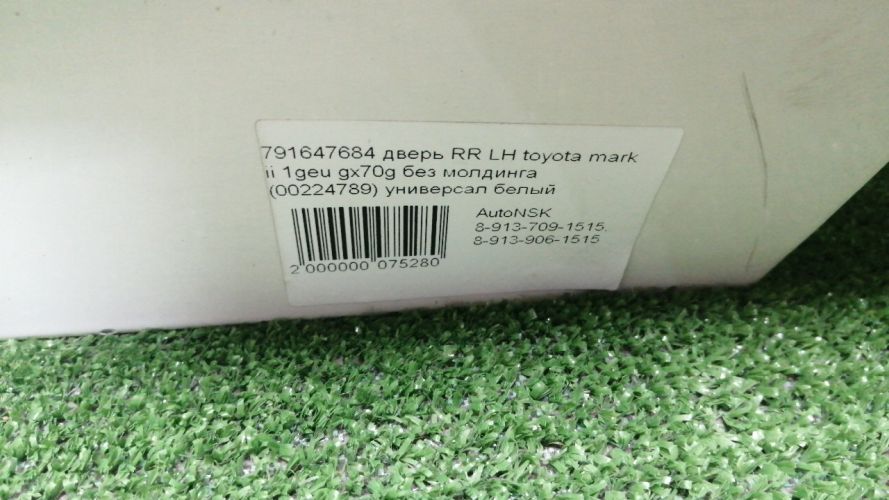 791647684 дверь RR LH toyota mark
ii 1geu gx70g без молдинга
(00224789) универсал белый
AutoNSK
8-913-709-1515,
8-913-906-1515
2 000000 075280